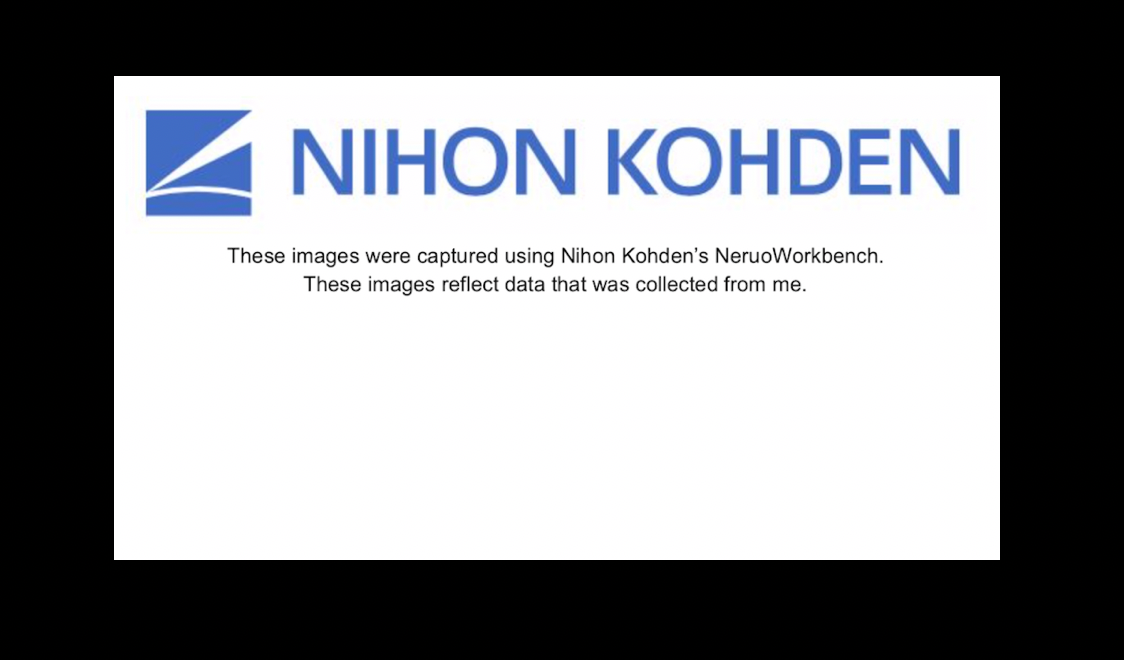 NIHON KOHDEN
These images were captured using Nihon Kohden’s NeruoWorkbench.
These images reflect data that was collected from me.